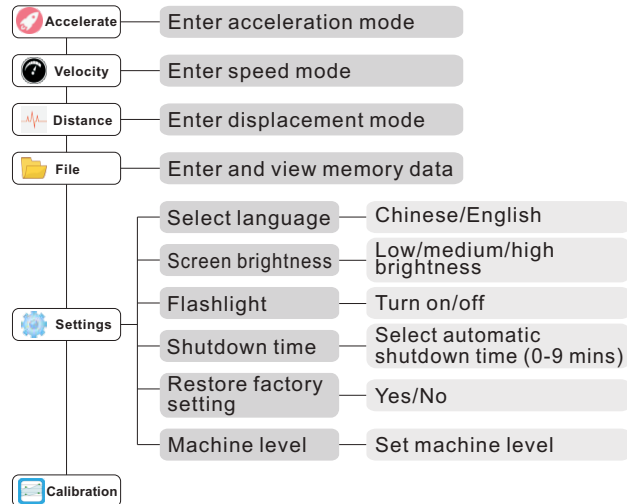 Accelerate
Enter acceleration mode
Velocity
Enter speed mode
Distance
Enter displacement mode
File
Enter and view memory data
Settings
Select language
Chinese/English
Screen brightness
Low/medium/high
brightness
Flashlight
Turn on/off
Shutdown time
Select automatic
shutdown time (0-9 mins)
Restore factory
setting
Yes/No
Machine level
Set machine level
Calibration